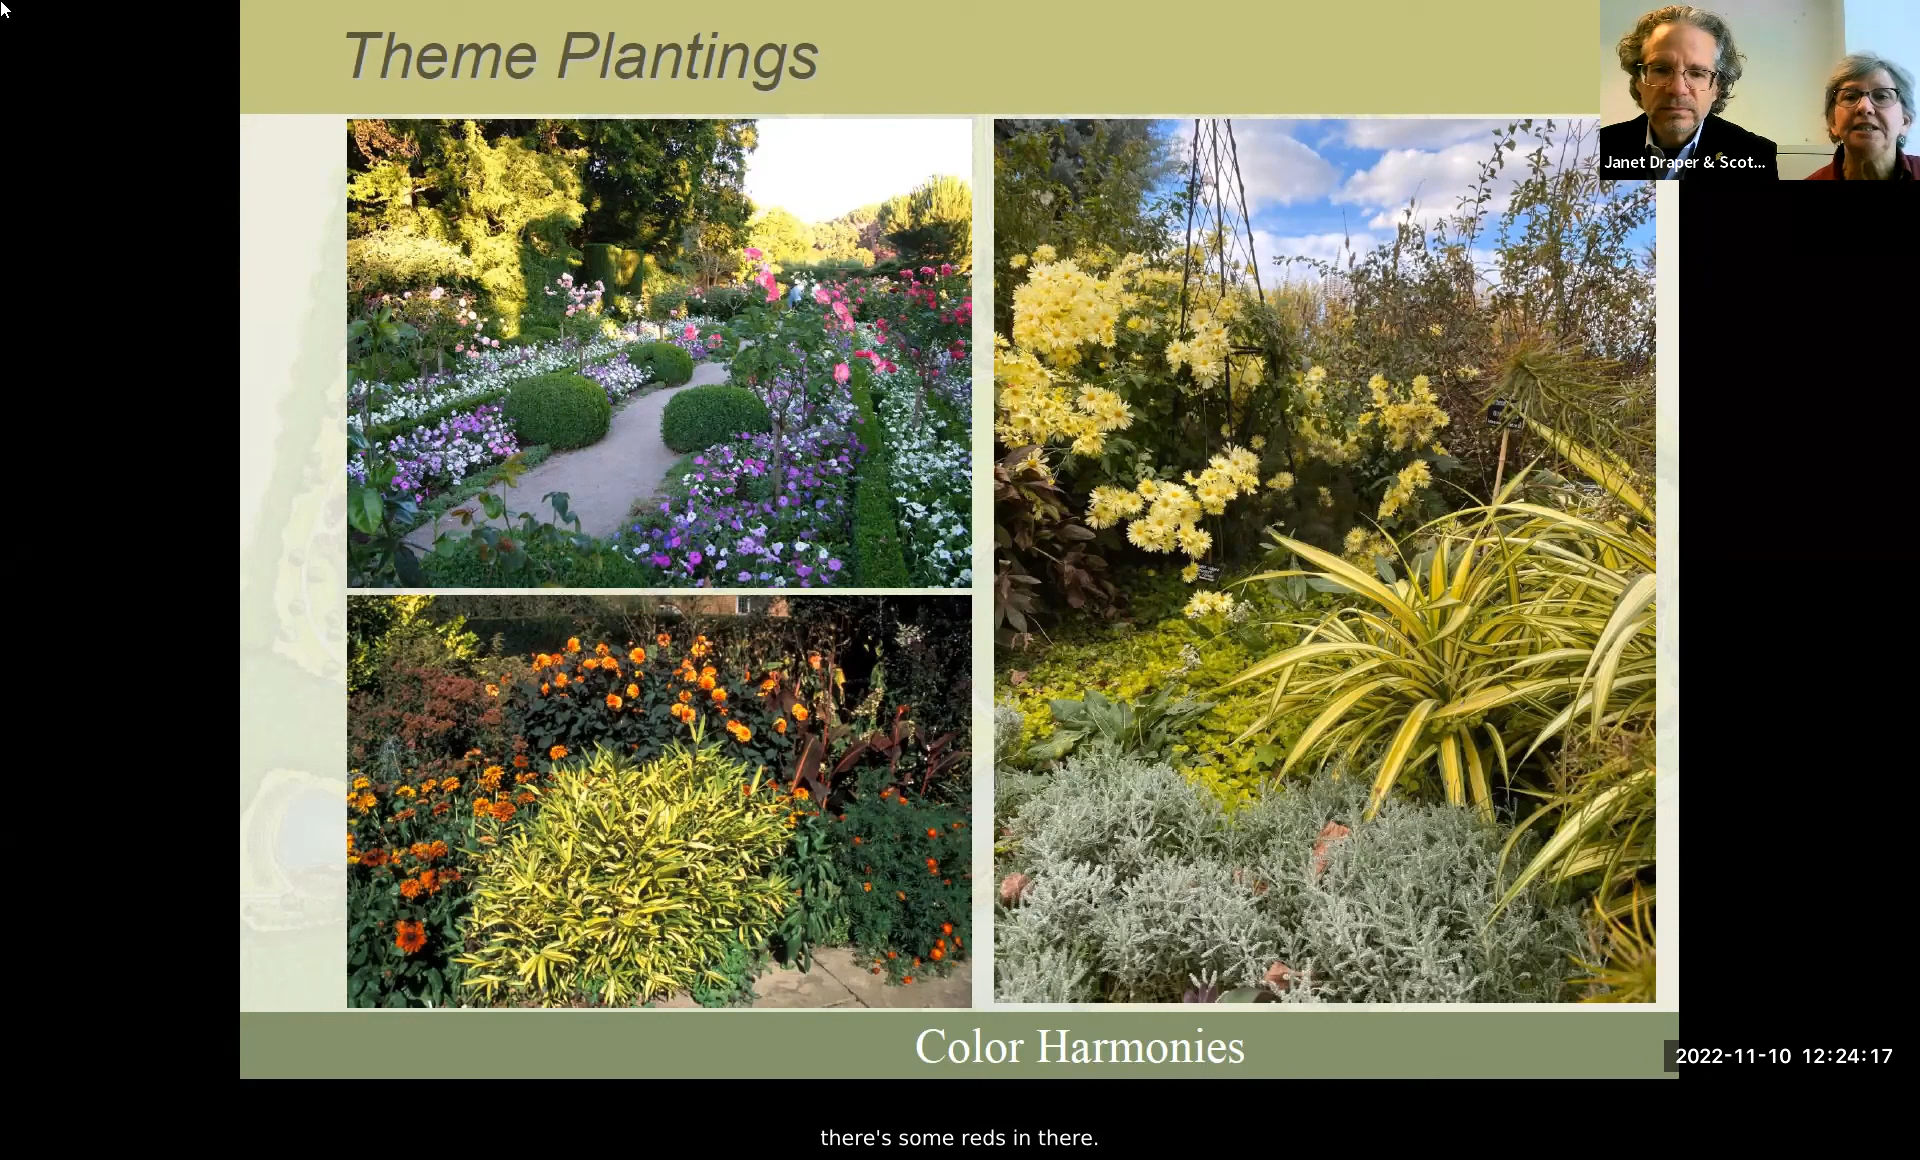 Theme Plantings
Janet Draper & Scot...
Color Harmonies
2022-11-10 12:24:17
there's some reds in there.